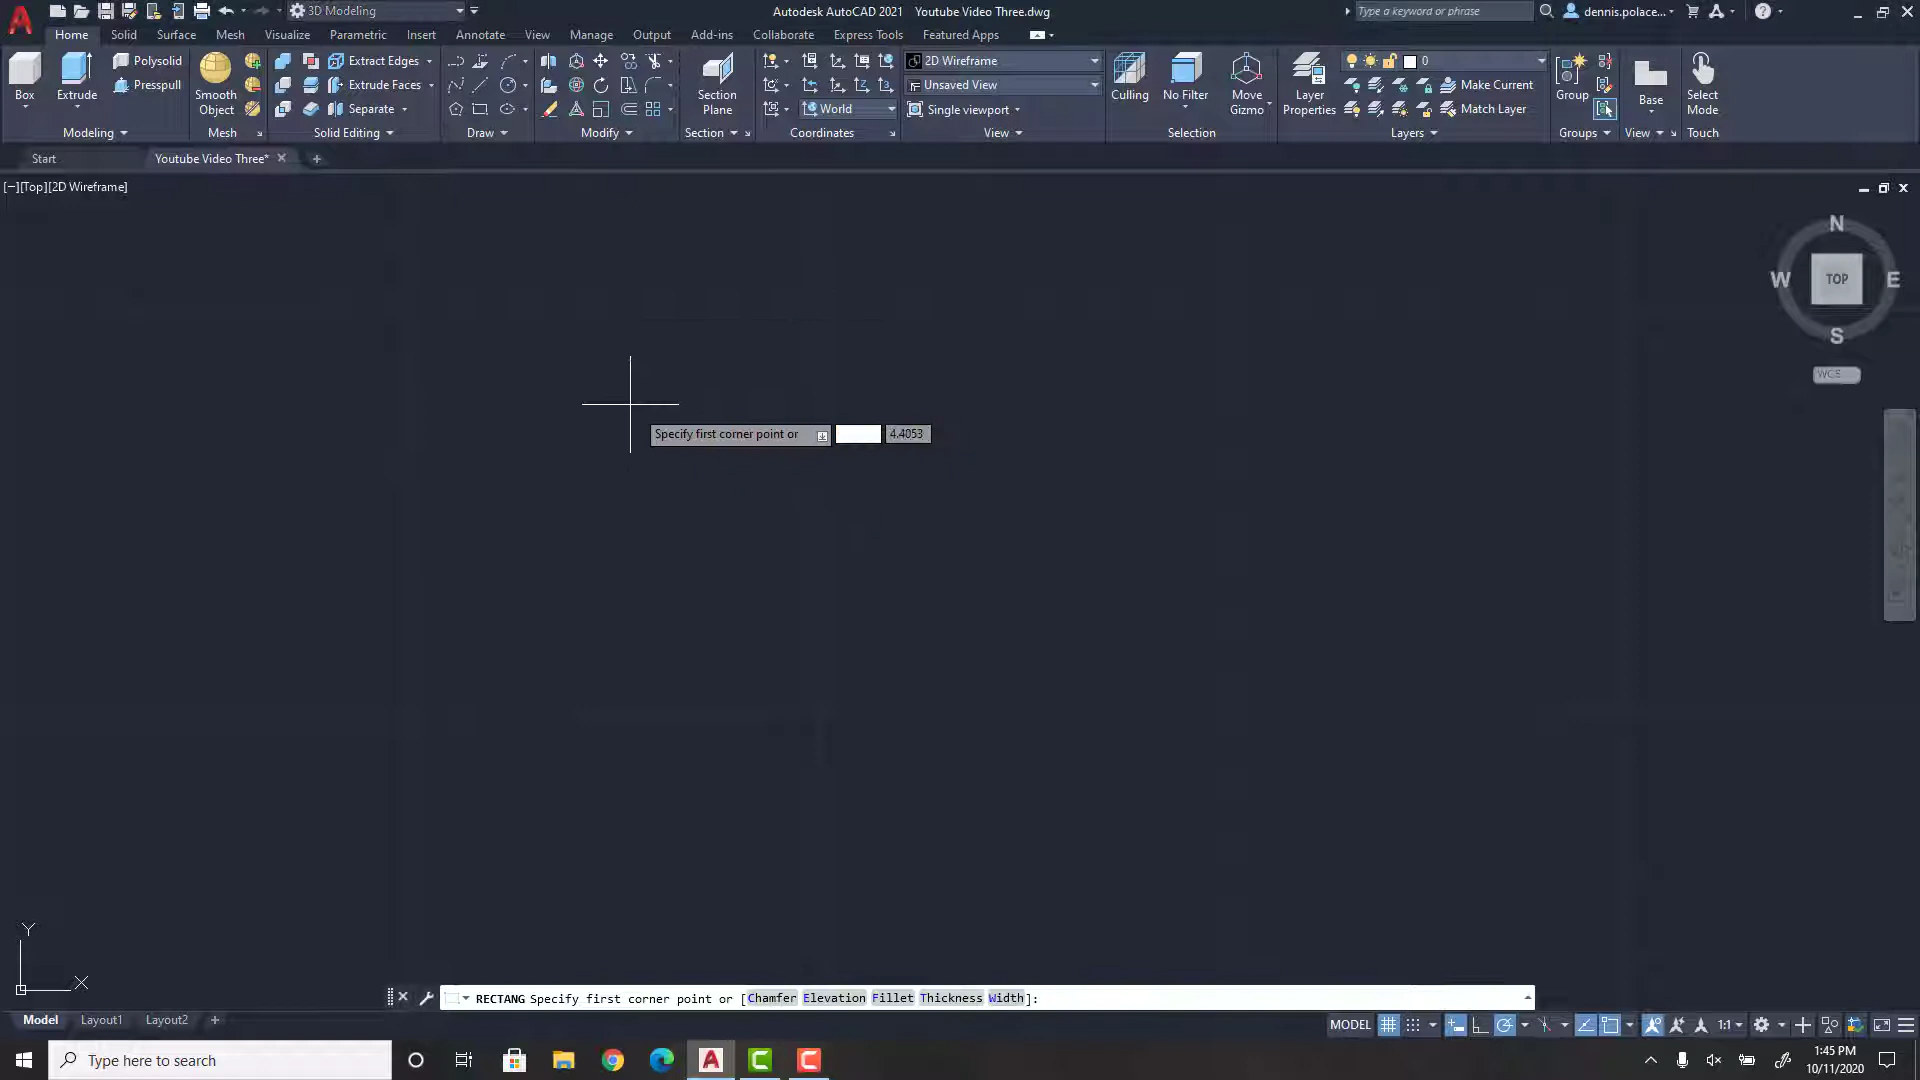 3D Modeling
Autodesk AutoCAD 2021 Youtube Video Three.dwg
Type a keyword or phrase
dennis.polace...
Home Solid Surface Mesh Visualize Parametric Insert Annotate View Manage Output Add-ins Collaborate Express Tools Featured Apps
Box
Extrude
Polysolid
Presspull
Modeling
Smooth
Object
Mesh
Extract Edges
Extrude Faces
Separate
Solid Editing
Draw
Modify
Section
Plane
Section
World
Coordinates
2D Wireframe
Unsaved View
Single viewport
View
Culling
No Filter
Move
Gizmo
Selection
Layer
Properties
0
Make Current
Match Layer
Layers
Group
Groups
Base
View
Select
Mode
Touch
Start
Youtube Video Three*
[−][Top][2D Wireframe]
N
W TOP E
S
WCS
Specify first corner point or 4.4053
Y
X
RECTANG Specify first corner point or [Chamfer Elevation Fillet Thickness Width]:
Model Layout1 Layout2
MODEL
1:1
Type here to search
1:45 PM
10/11/2020